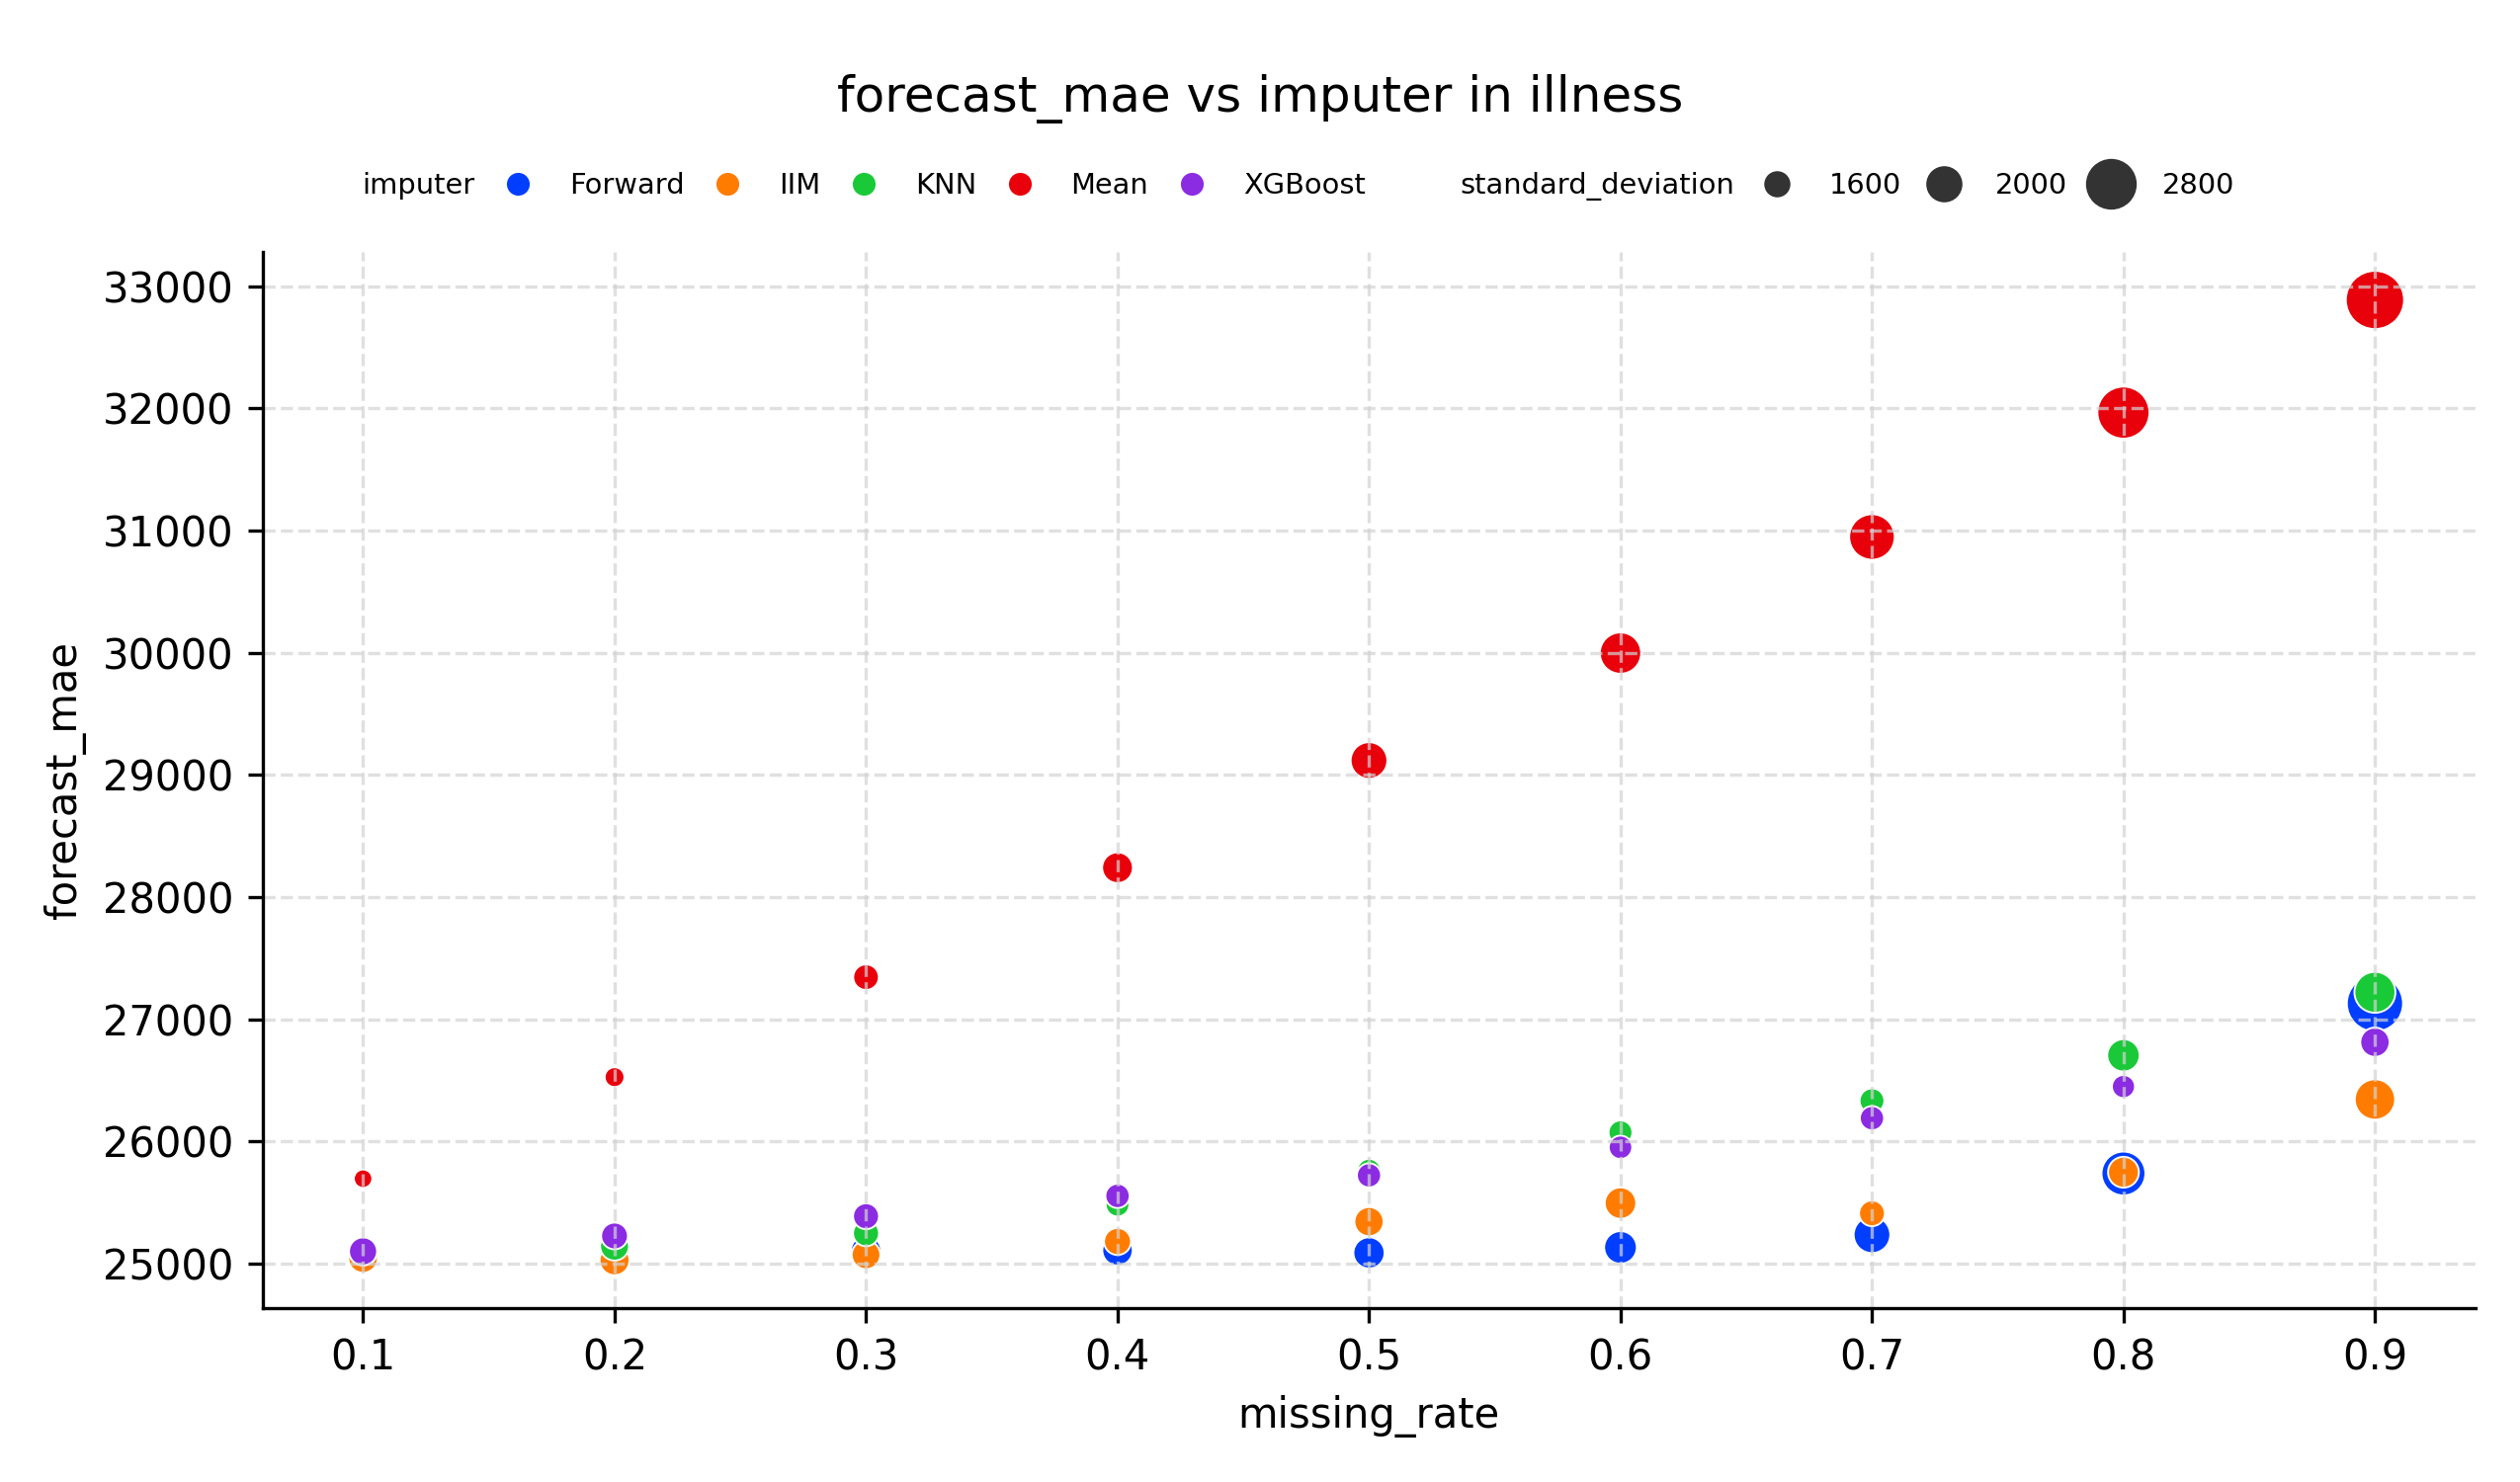 forecast_mae vs imputer in illness
imputer Forward IIM KNN Mean XGBoost standard_deviation 1600 2000 2800
33000
32000
31000
30000
29000
28000
27000
26000
25000
forecast_mae
0.1 0.2 0.3 0.4 0.5 0.6 0.7 0.8 0.9
missing_rate